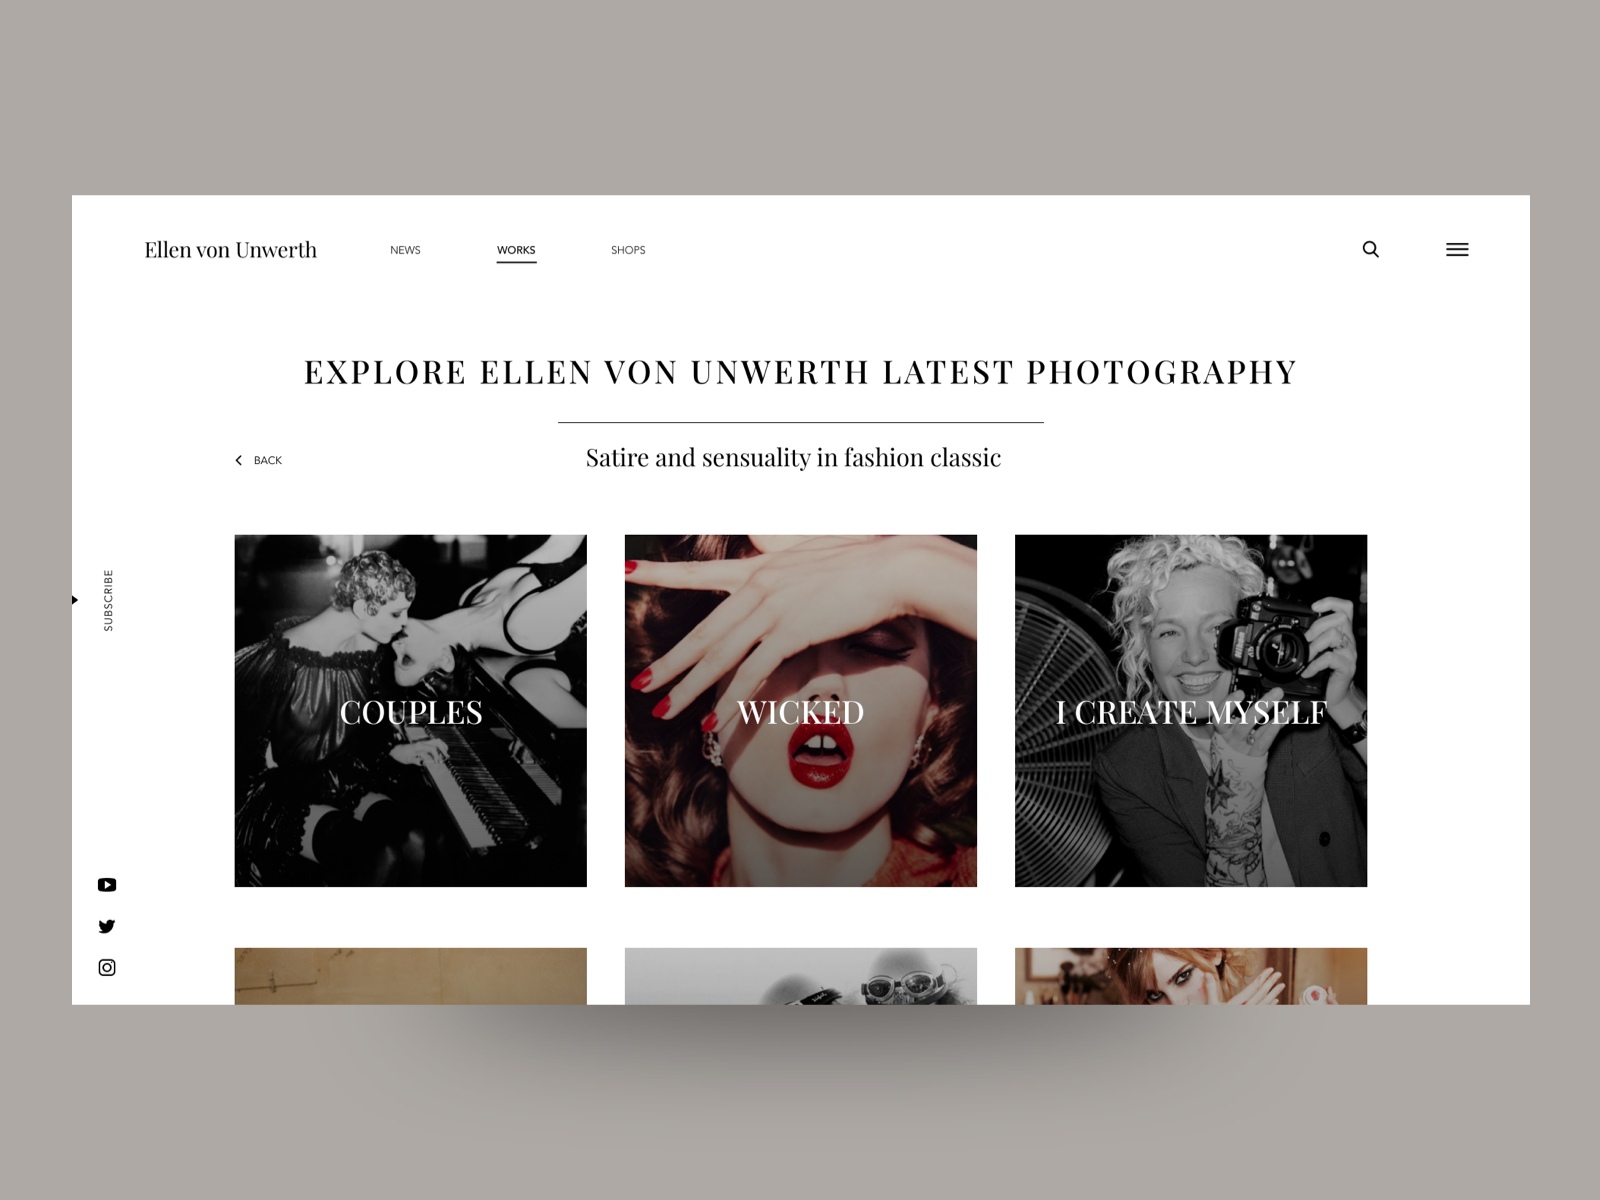 Ellen von Unwerth
NEWS
WORKS
SHOPS
EXPLORE ELLEN VON UNWERTH LATEST PHOTOGRAPHY
BACK
Satire and sensuality in fashion classic
SUBSCRIBE
COUPLES
WICKED
I CREATE MYSELF